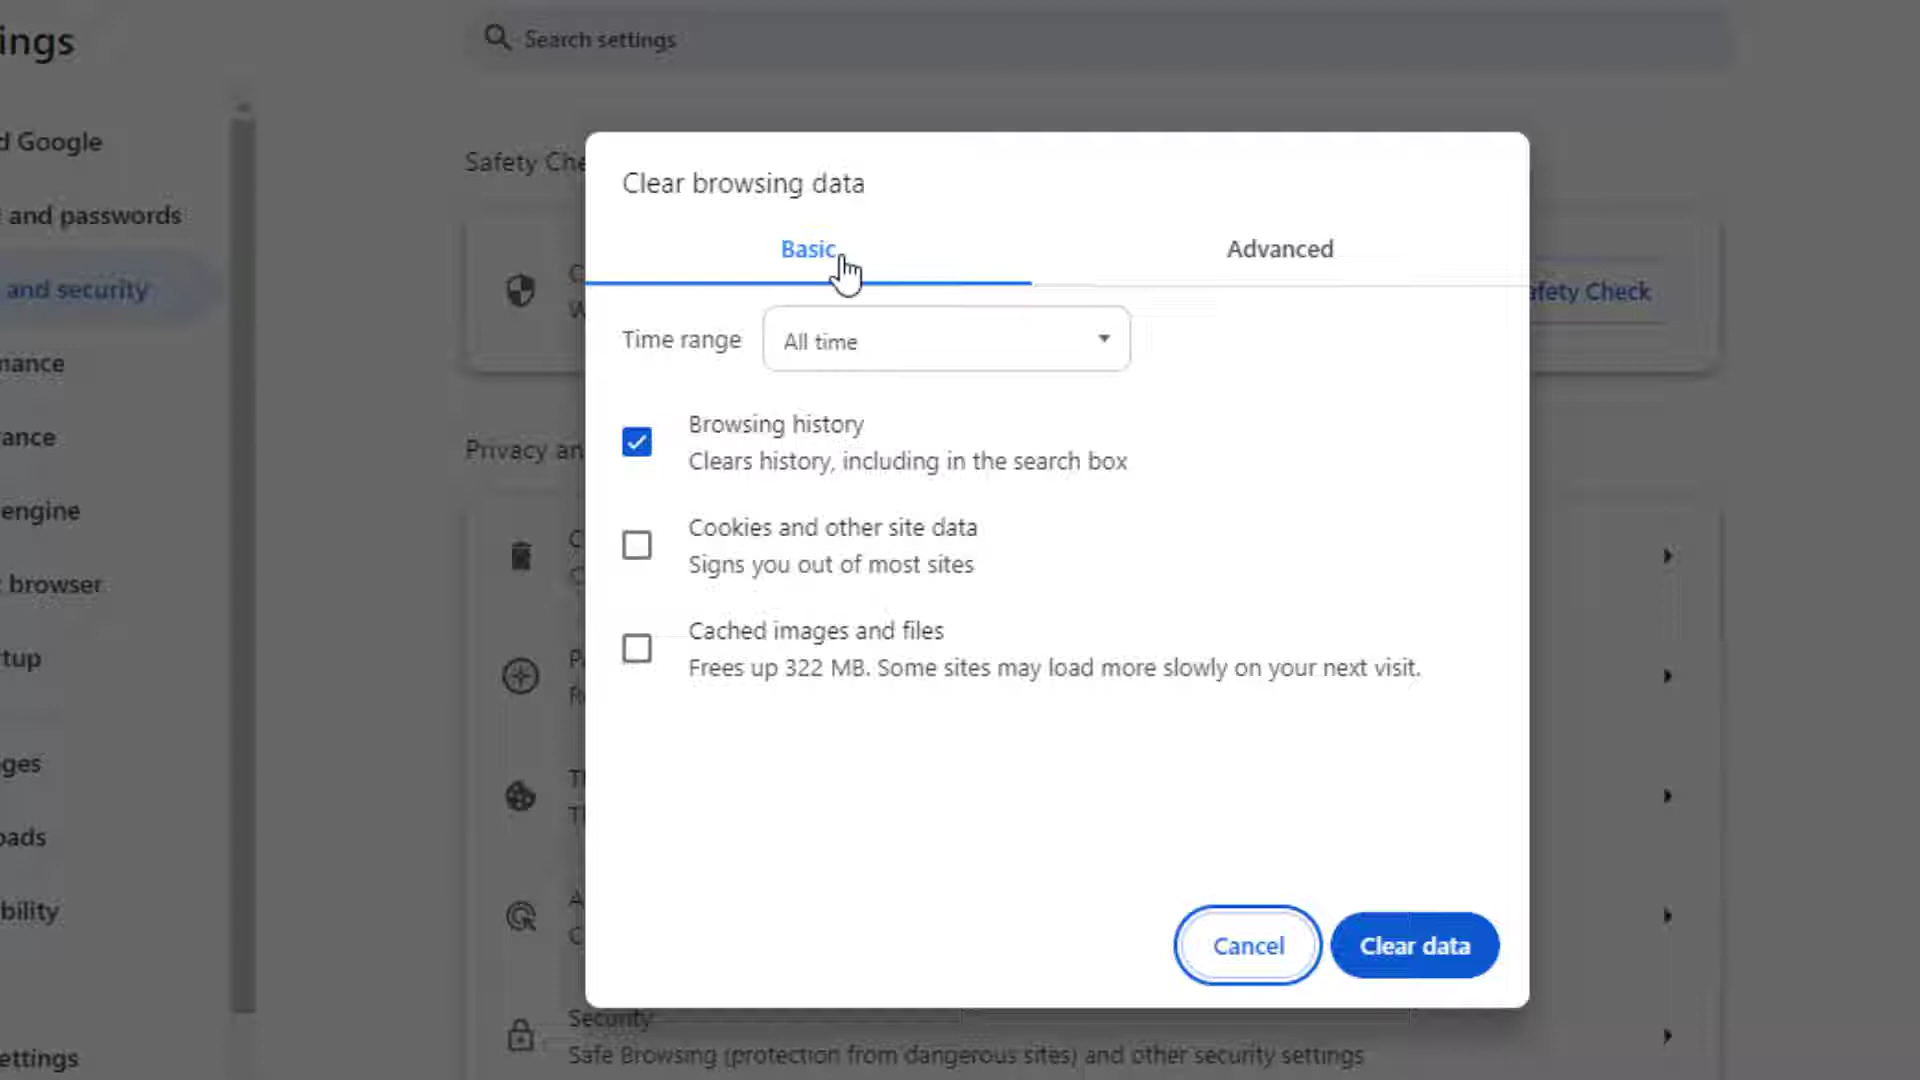 ings
Search settings
d Google
and passwords
and security
mance
ance
engine
browser
tup
ges
oads
bility
ettings
Safety Che
afety Check
Privacy an
Clear browsing data
Basic
Advanced
Time range
All time
Browsing history
Clears history, including in the search box
Cookies and other site data
Signs you out of most sites
Cached images and files
Frees up 322 MB. Some sites may load more slowly on your next visit.
Cancel
Clear data
Security
Safe Browsing (protection from dangerous sites) and other security settings